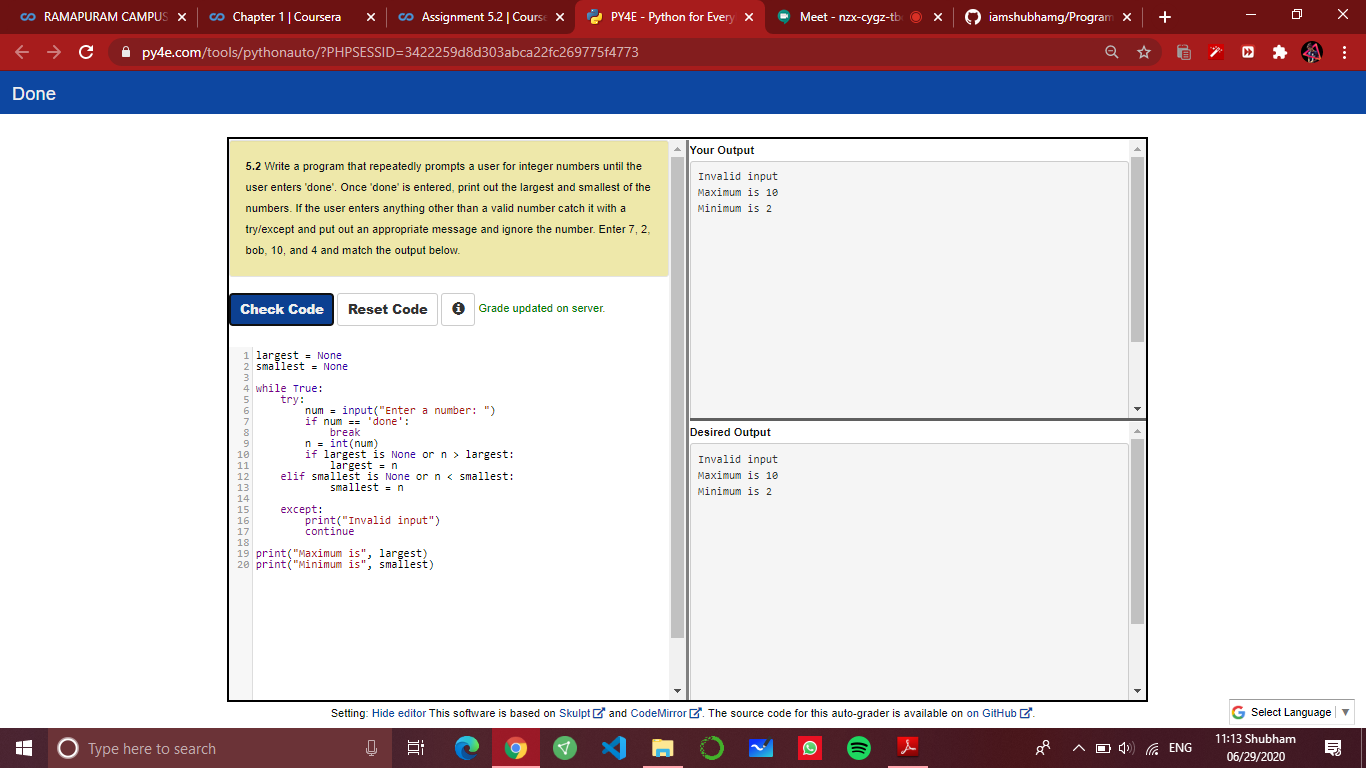 RAMAPURAM CAMPUS
Chapter 1 | Coursera
Assignment 5.2 | Course
PY4E - Python for Every
Meet - nzx-cygz-tb
iamshubhamg/Program
py4e.com/tools/pythonauto/?PHPSESSID=3422259d8d303abca22fc269775f4773
Done
5.2 Write a program that repeatedly prompts a user for integer numbers until the
user enters 'done'. Once 'done' is entered, print out the largest and smallest of the
numbers. If the user enters anything other than a valid number catch it with a
try/except and put out an appropriate message and ignore the number. Enter 7, 2,
bob, 10, and 4 and match the output below.
Check Code Reset Code Grade updated on server.
1 largest = None
2 smallest = None
3
4 while True:
5     try:
6         num = input("Enter a number: ")
7         if num == 'done':
8             break
9         n = int(num)
10         if largest is None or n > largest:
11             largest = n
12     elif smallest is None or n < smallest:
13             smallest = n
14
15     except:
16         print("Invalid input")
17         continue
18
19 print("Maximum is", largest)
20 print("Minimum is", smallest)
Your Output
Invalid input
Maximum is 10
Minimum is 2
Desired Output
Invalid input
Maximum is 10
Minimum is 2
Setting: Hide editor This software is based on Skulpt and CodeMirror. The source code for this auto-grader is available on on GitHub.
G Select Language ▼
Type here to search
ENG
11:13 Shubham
06/29/2020